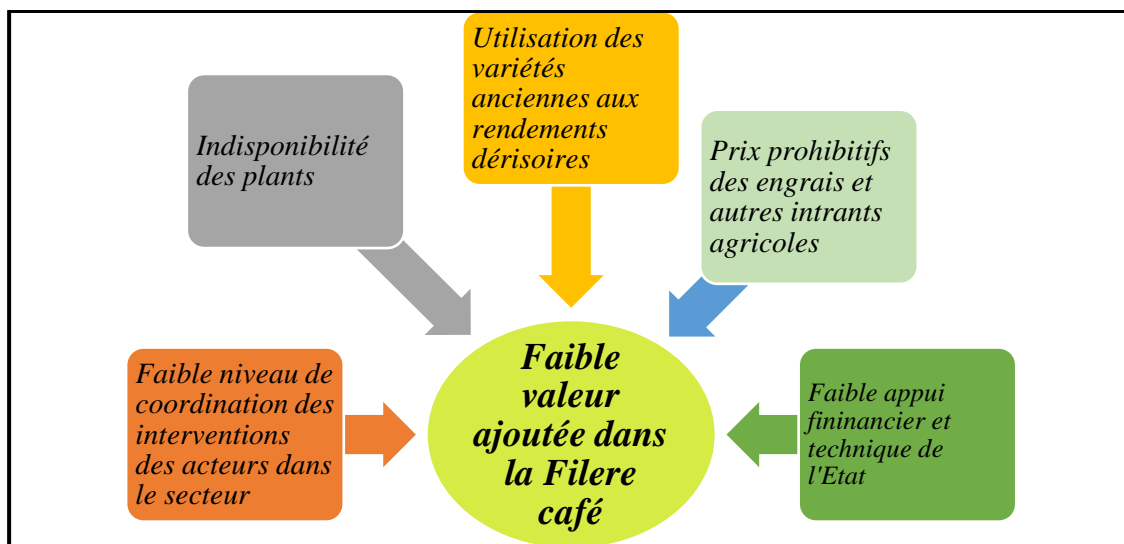 Utilisation des
variétés
anciennes aux
rendements
dérisoires
Indisponibilité
des plants
Prix prohibitifs
des engrais et
autres intrants
agricoles
Faible niveau de
coordination des
interventions
des acteurs dans
le secteur
Faible
valeur
ajoutée dans
la Filere
café
Faible appui
fininancier et
technique de
l'Etat